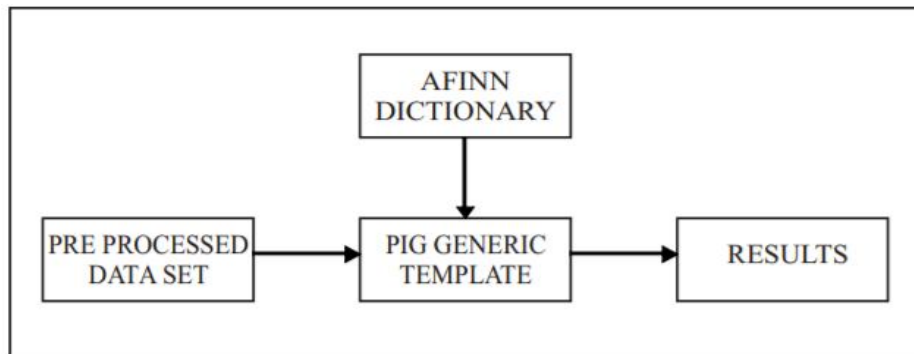 AFINN
DICTIONARY
PRE PROCESSED
DATA SET
PIG GENERIC
TEMPLATE
RESULTS